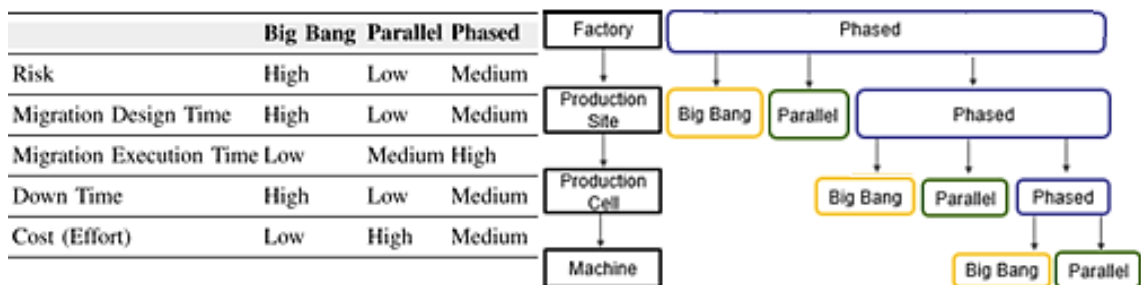 Big Bang Parallel Phased
Risk High Low Medium
Migration Design Time High Low Medium
Migration Execution Time Low Medium High
Down Time High Low Medium
Cost (Effort) Low High Medium
Factory
Phased
Production
Site
Big Bang
Parallel
Phased
Production
Cell
Big Bang
Parallel
Phased
Machine
Big Bang
Parallel